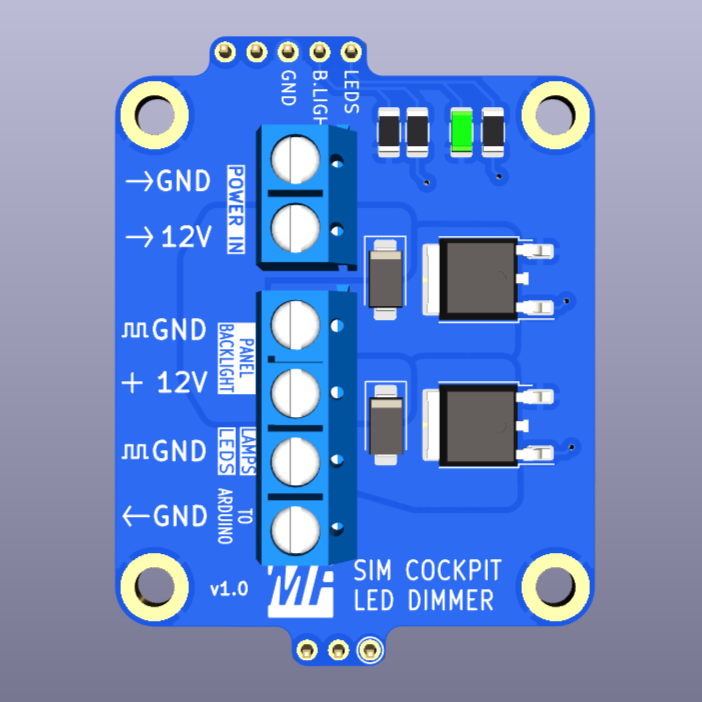 GND
B.LIGH
LEDS
→GND
POWER IN
→12V
GND
PANEL
BACKLIGHT
+ 12V
GND
LAMPS
LEDS
←GND
TO
ARDUINO
v1.0
SIM COCKPIT
LED DIMMER